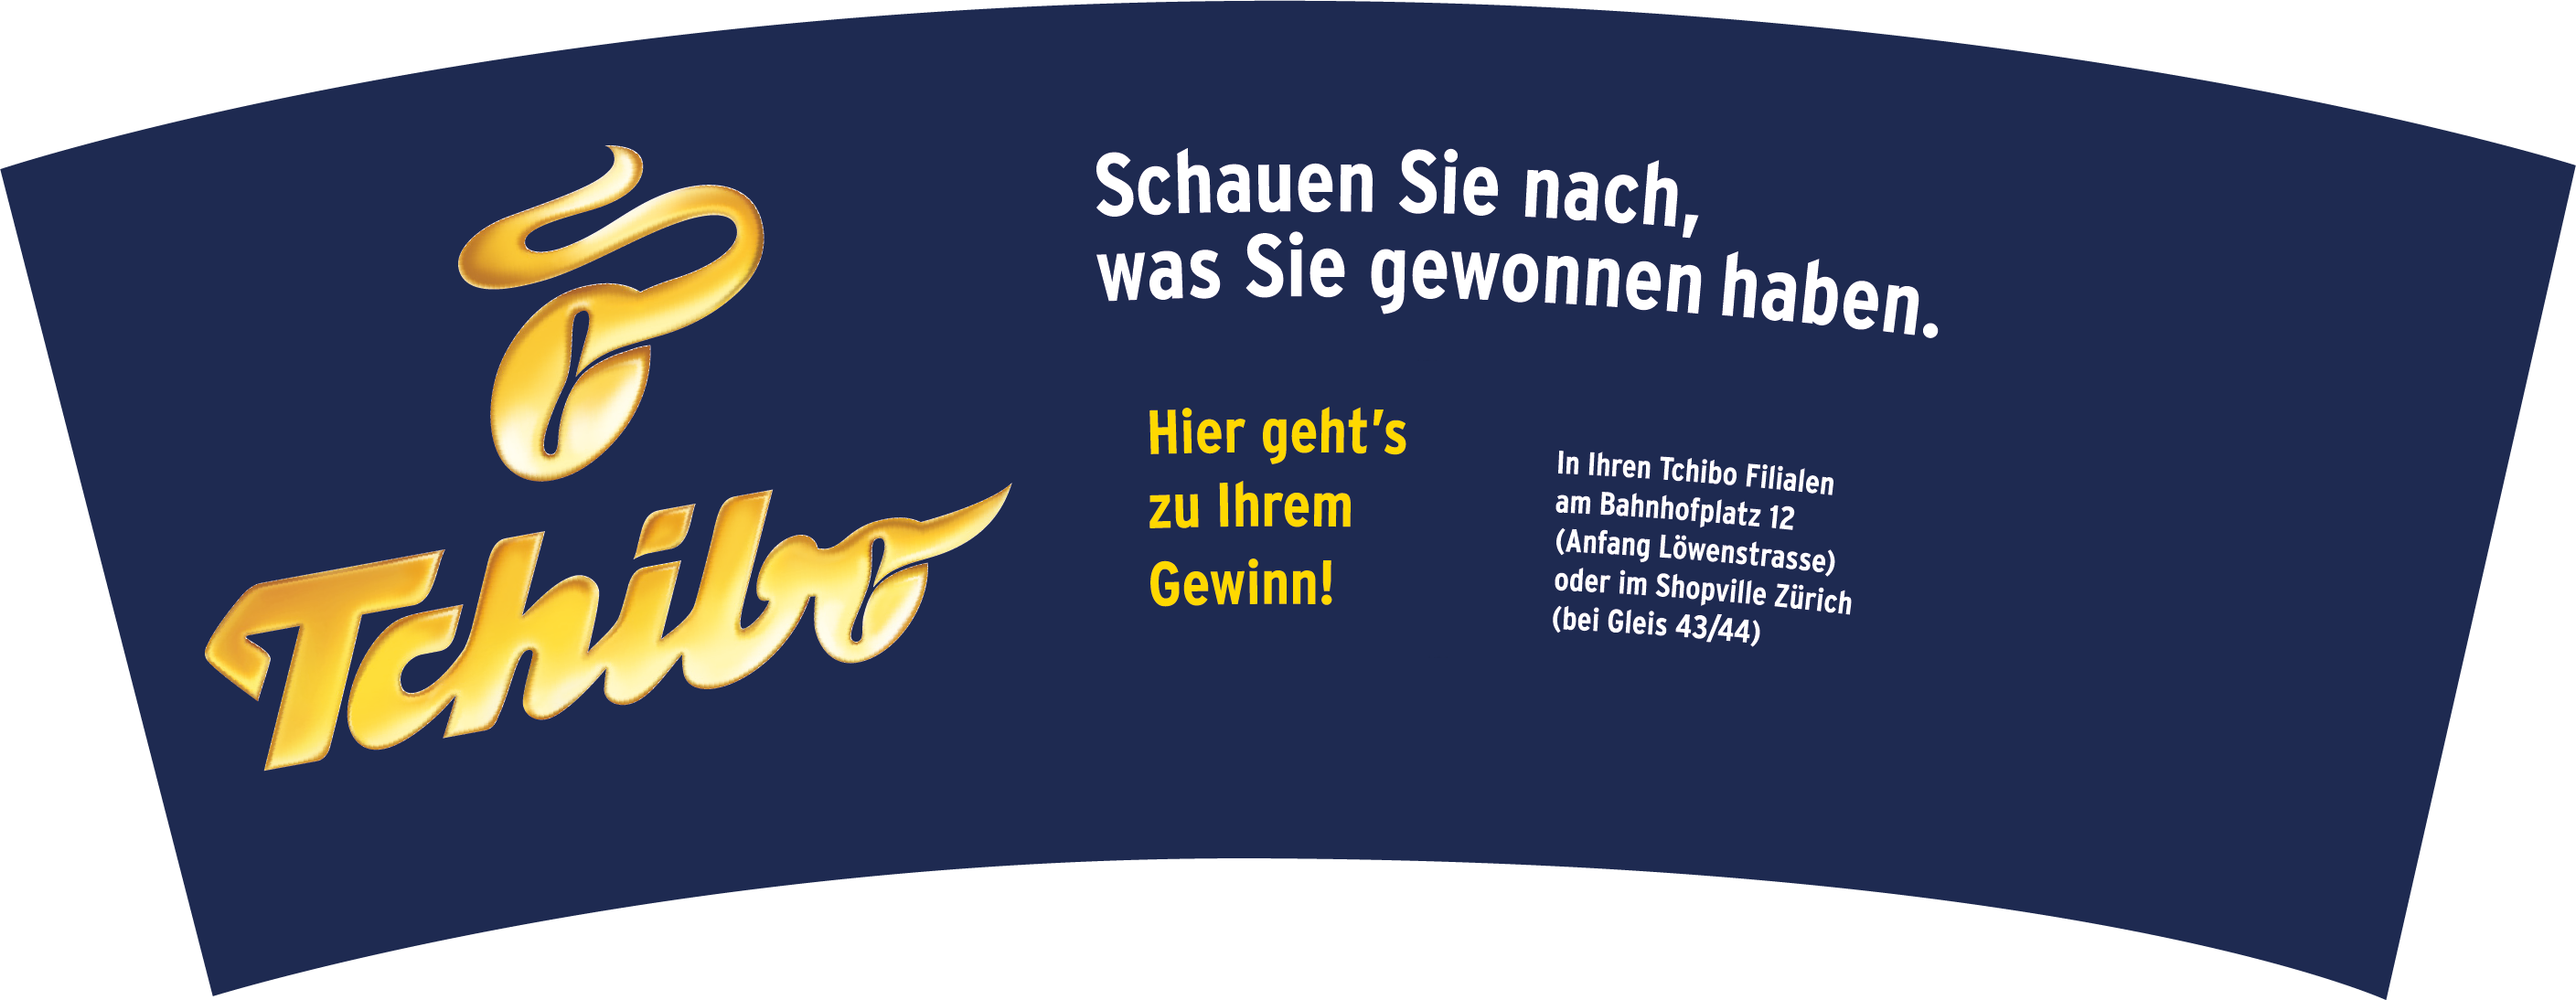 Tchibo
Schauen Sie nach,
was Sie gewonnen haben.
Hier geht's
zu Ihrem
Gewinn!
In Ihren Tchibo Filialen
am Bahnhofplatz 12
(Anfang Löwenstrasse)
oder im Shopville Zürich
(bei Gleis 43/44)